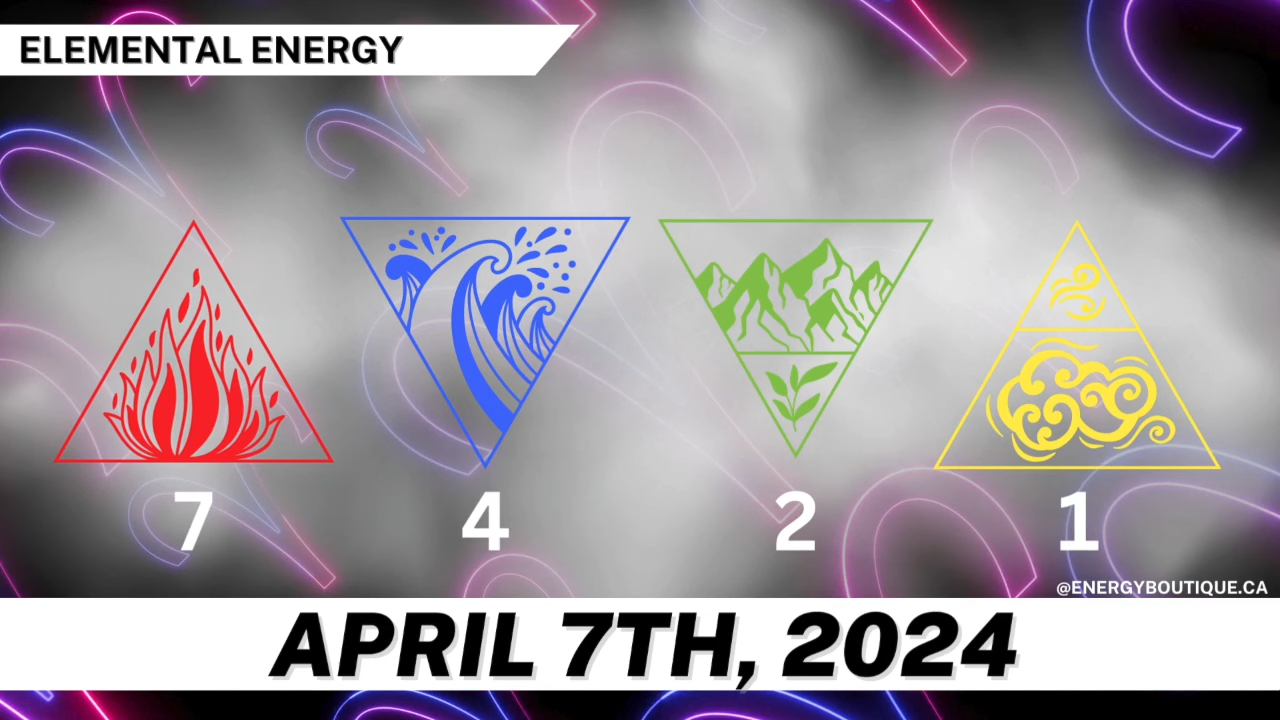 ELEMENTAL ENERGY
7 4 2 1
@ENERGYBOUTIQUE.CA
APRIL 7TH, 2024